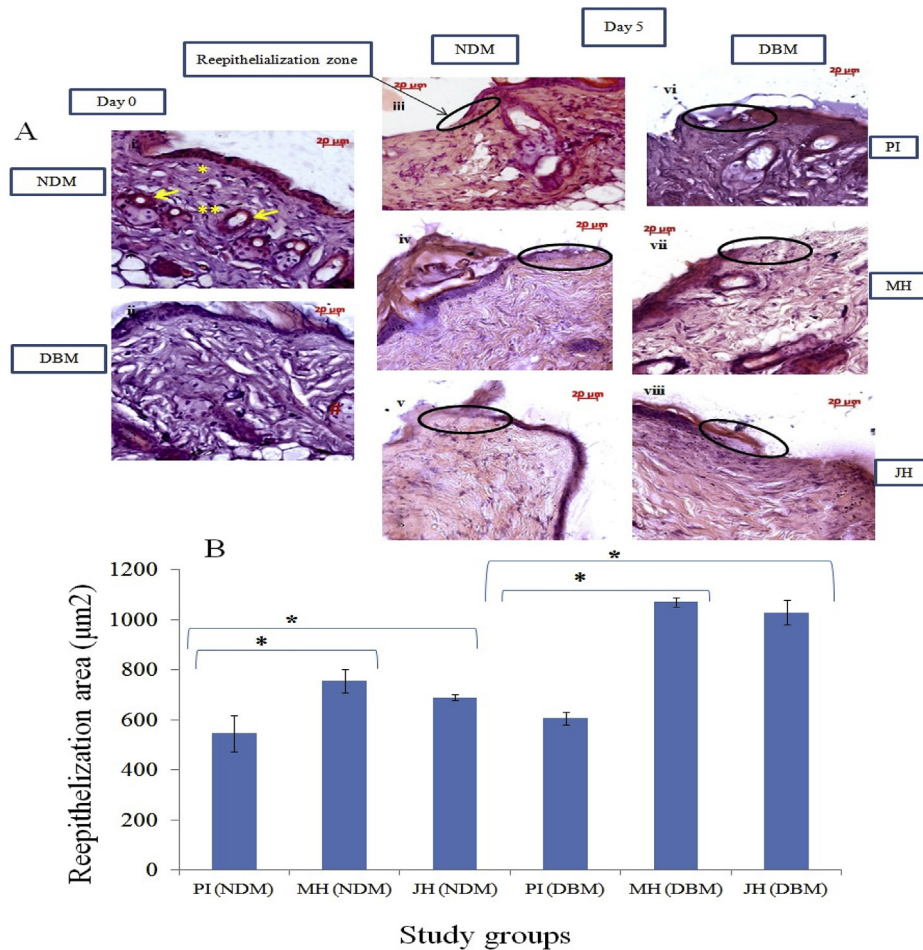 Day 5
NDM
DBM
Reepithelialization zone
Day 0
A
NDM
DBM
i
20 µm
ii
20 µm
iii
20 µm
iv
20 µm
v
20 µm
vi
20 µm
vii
20 µm
viii
20 µm
*
**
#
PI
MH
JH
B
Reepithelization area (µm2)
1200
1000
800
600
400
200
0
*
*
*
*
PI (NDM)
MH (NDM)
JH (NDM)
PI (DBM)
MH (DBM)
JH (DBM)
Study groups